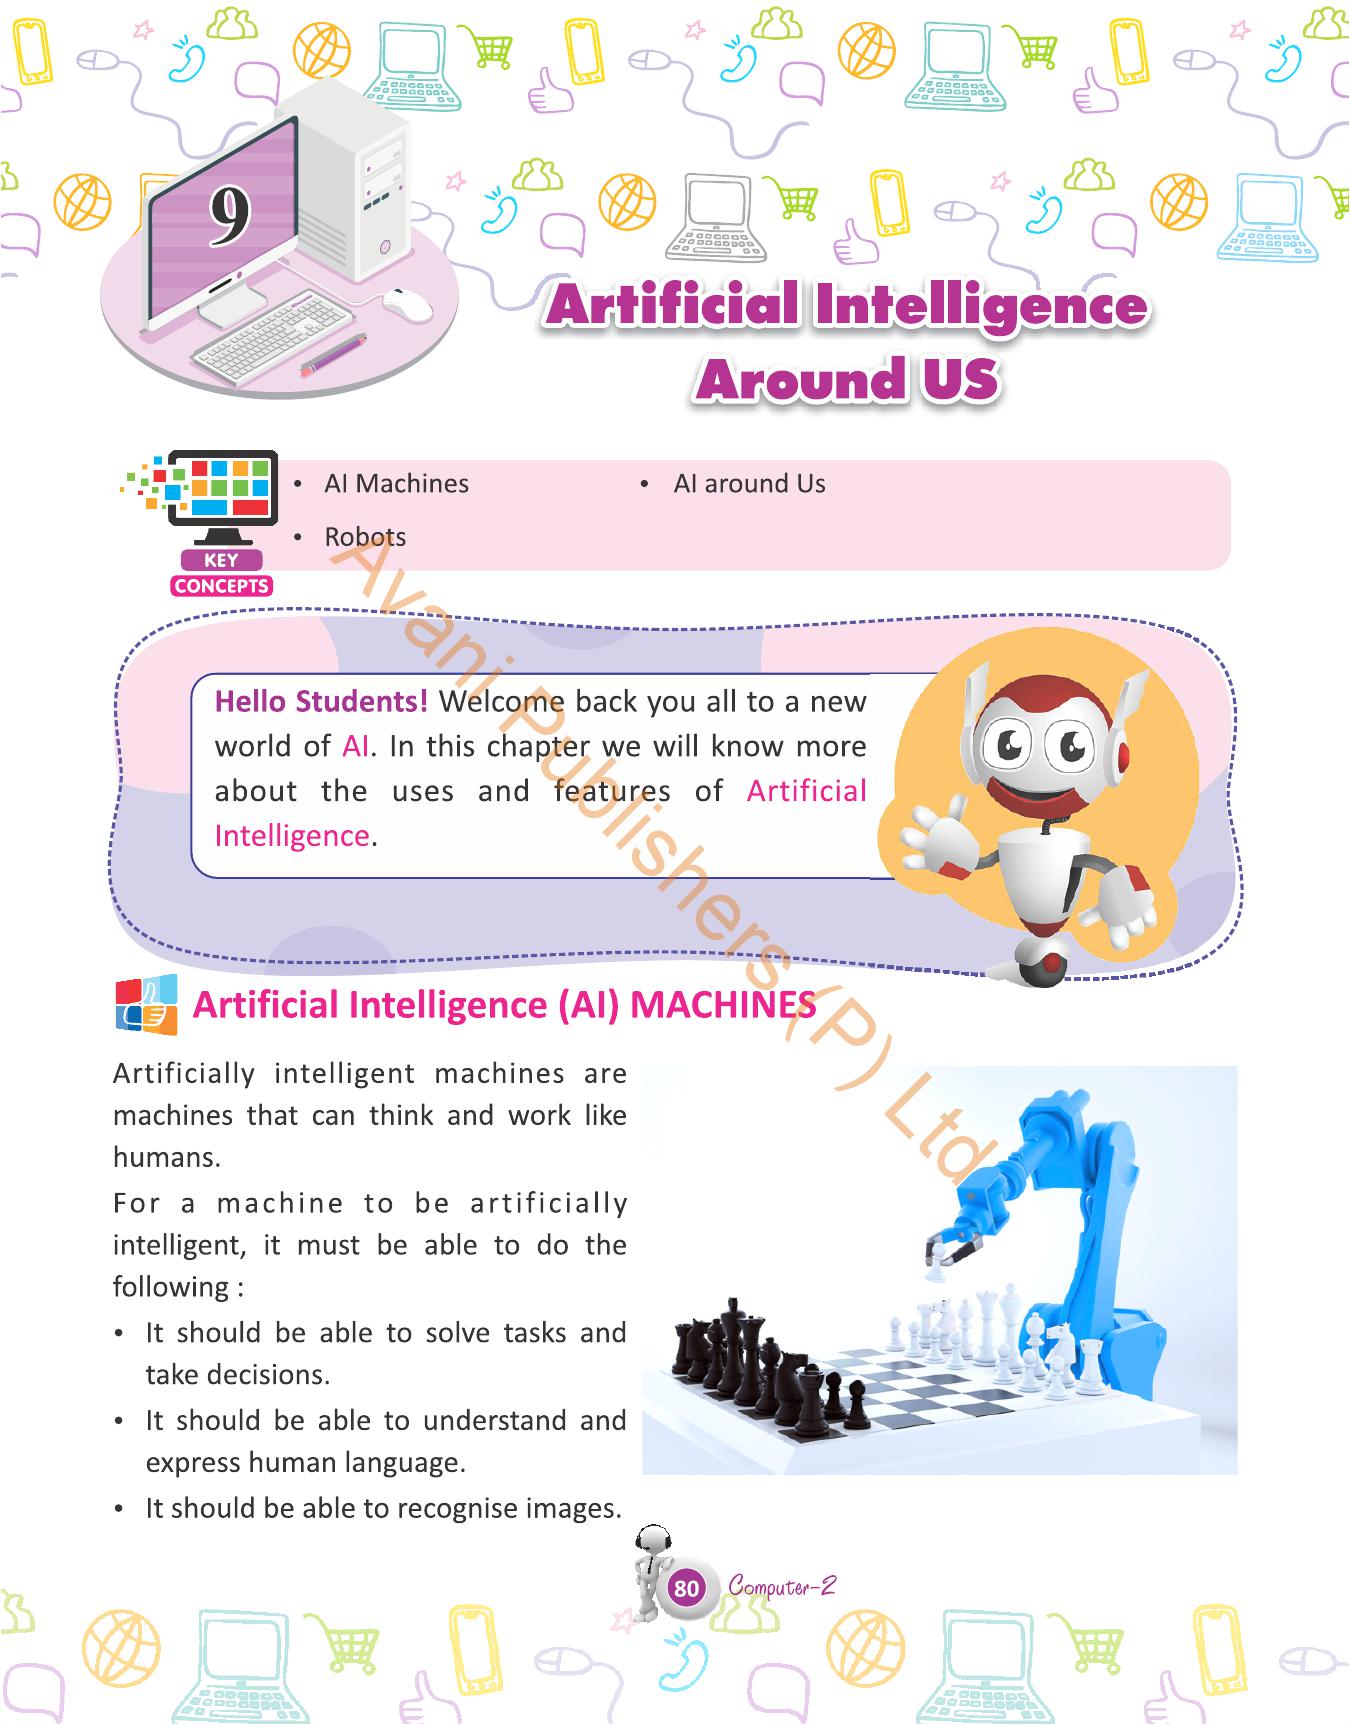 9
Artificial Intelligence
Around US
• AI Machines
• AI around Us
• Robots
KEY
CONCEPTS
Hello Students! Welcome back you all to a new
world of AI. In this chapter we will know more
about the uses and features of Artificial
Intelligence.
Artificial Intelligence (AI) MACHINES
Artificially intelligent machines are
machines that can think and work like
humans.
For a machine to be artificially
intelligent, it must be able to do the
following :
• It should be able to solve tasks and
take decisions.
• It should be able to understand and
express human language.
• It should be able to recognise images.
80
Computer-2
Avani Publishers (P) Ltd